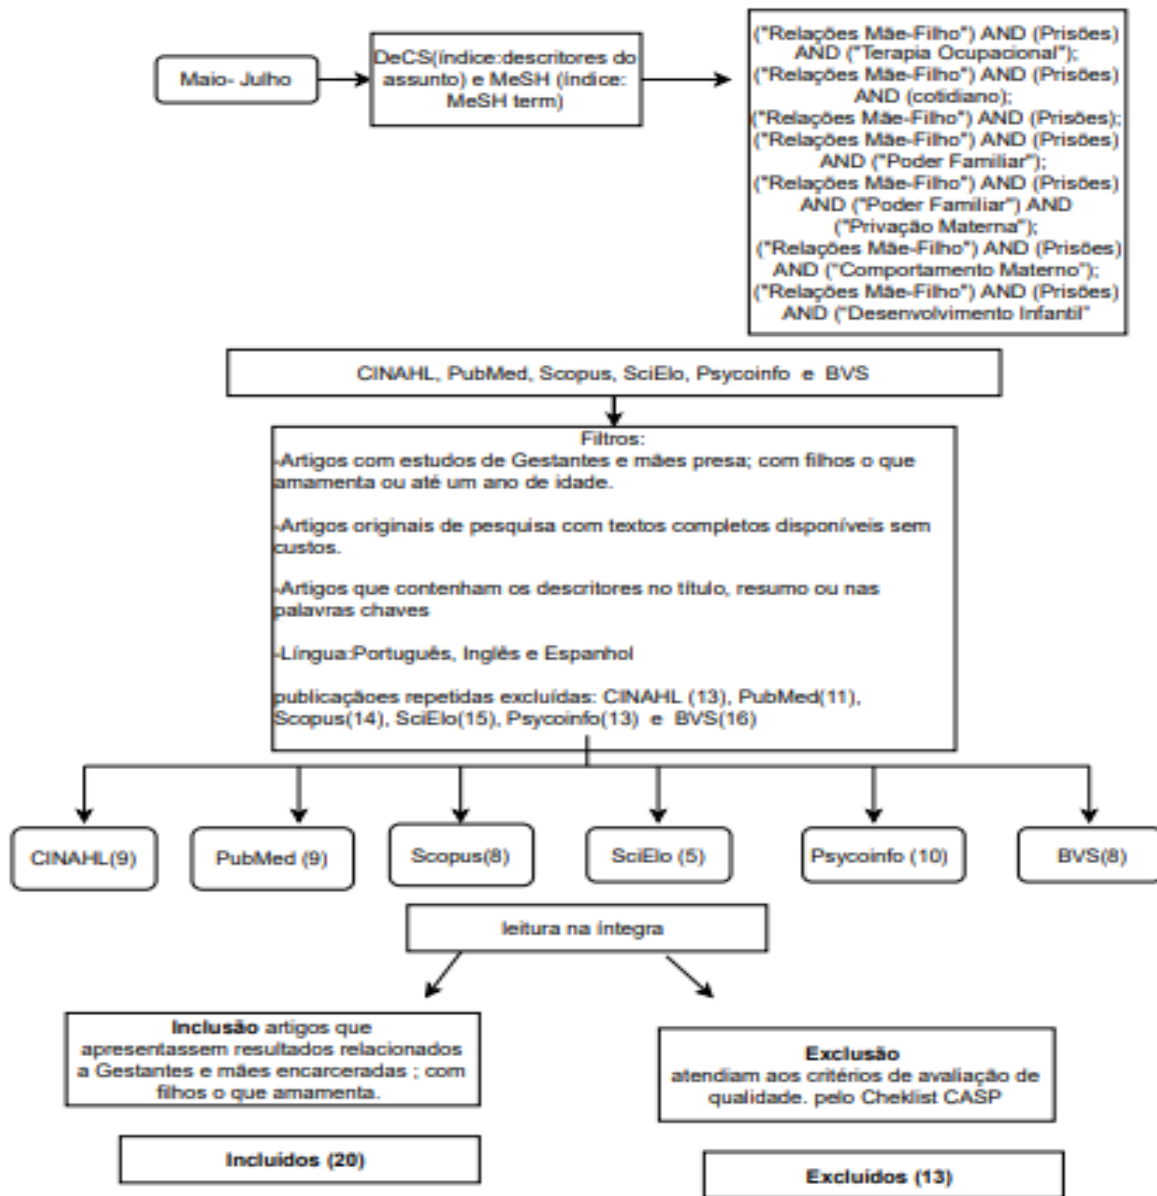 Maio- Julho
DeCS(índice:descritores do
assunto) e MeSH (índice:
MeSH term)
("Relações Mãe-Filho") AND (Prisões)
AND ("Terapia Ocupacional");
("Relações Mãe-Filho") AND (Prisões)
AND (cotidiano);
("Relações Mãe-Filho") AND (Prisões);
("Relações Mãe-Filho") AND (Prisões)
AND ("Poder Familiar");
("Relações Mãe-Filho") AND (Prisões)
AND ("Poder Familiar") AND
("Privação Materna");
("Relações Mãe-Filho") AND (Prisões)
AND ("Comportamento Materno");
("Relações Mãe-Filho") AND (Prisões)
AND ("Desenvolvimento Infantil"
CINAHL, PubMed, Scopus, SciElo, Psycoinfo e BVS
Filtros:
-Artigos com estudos de Gestantes e mães presa; com filhos o que
amamenta ou até um ano de idade.
-Artigos originais de pesquisa com textos completos disponíveis sem
custos.
-Artigos que contenham os descritores no título, resumo ou nas
palavras chaves
-Língua:Português, Inglês e Espanhol
publicaçãoes repetidas excluídas: CINAHL (13), PubMed(11),
Scopus(14), SciElo(15), Psycoinfo(13) e BVS(16)
CINAHL(9)
PubMed (9)
Scopus(8)
SciElo (5)
Psycoinfo (10)
BVS(8)
leitura na íntegra
Inclusão artigos que
apresentassem resultados relacionados
a Gestantes e mães encarceradas ; com
filhos o que amamenta.
Exclusão
atendiam aos critérios de avaliação de
qualidade. pelo Cheklist CASP
Incluídos (20)
Excluídos (13)